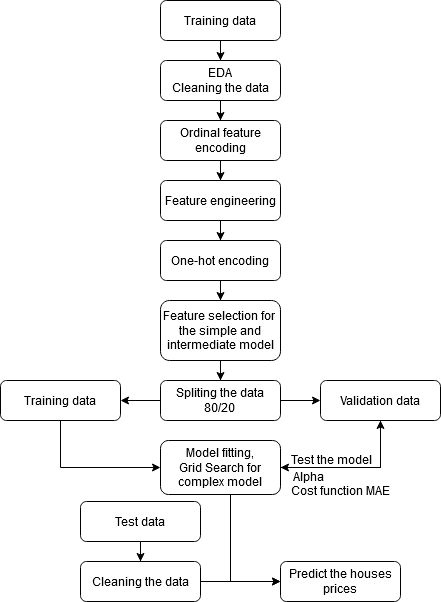 Training data
EDA
Cleaning the data
Ordinal feature
encoding
Feature engineering
One-hot encoding
Feature selection for
the simple and
intermediate model
Spliting the data
80/20
Training data
Validation data
Model fitting,
Grid Search for
complex model
Test the model
Alpha
Cost function MAE
Test data
Cleaning the data
Predict the houses
prices